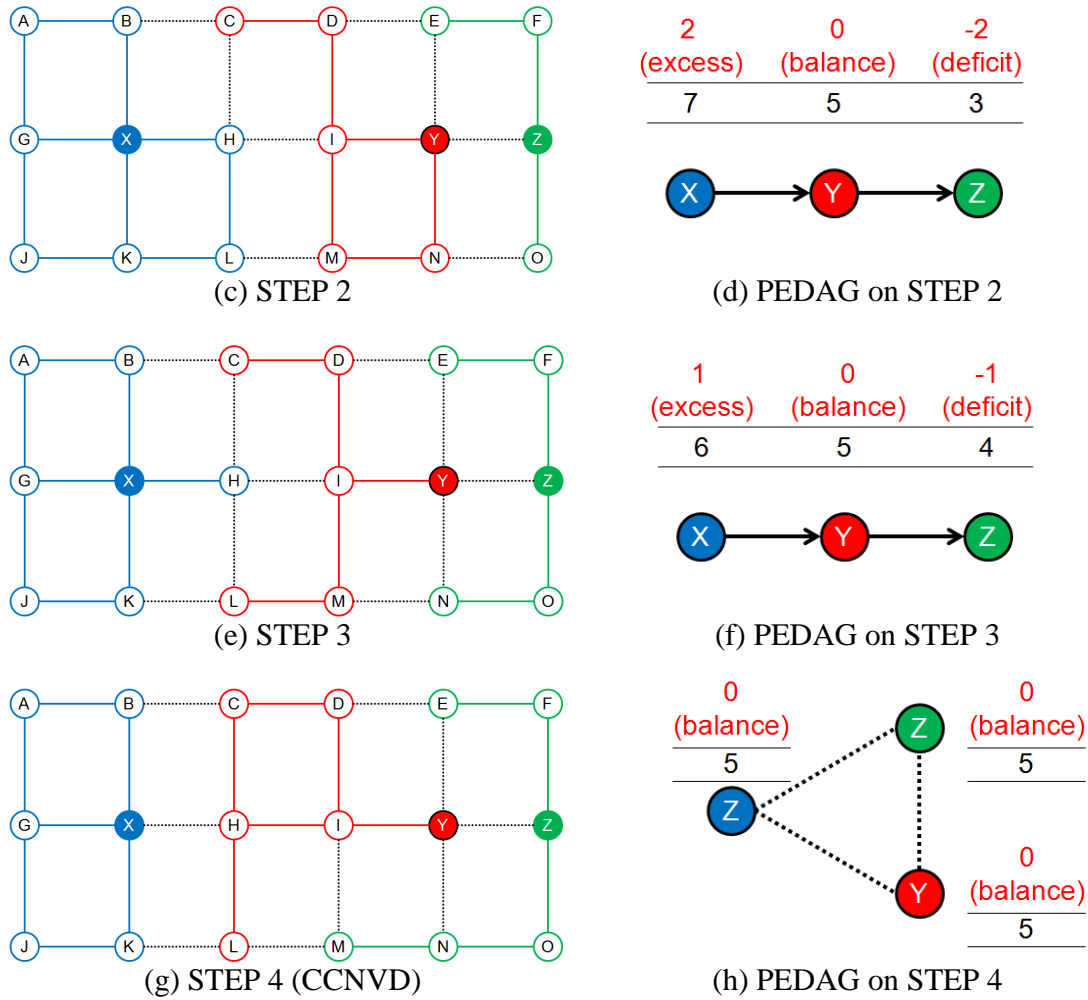 A B C D E F
G X H I Y Z
J K L M N O
(c) STEP 2
2 0 -2
(excess) (balance) (deficit)
7 5 3
X Y Z
(d) PEDAG on STEP 2
A B C D E F
G X H I Y Z
J K L M N O
(e) STEP 3
1 0 -1
(excess) (balance) (deficit)
6 5 4
X Y Z
(f) PEDAG on STEP 3
A B C D E F
G X H I Y Z
J K L M N O
(g) STEP 4 (CCNVD)
0
(balance)
5
Z
Z
0
(balance)
5
Y
0
(balance)
5
(h) PEDAG on STEP 4